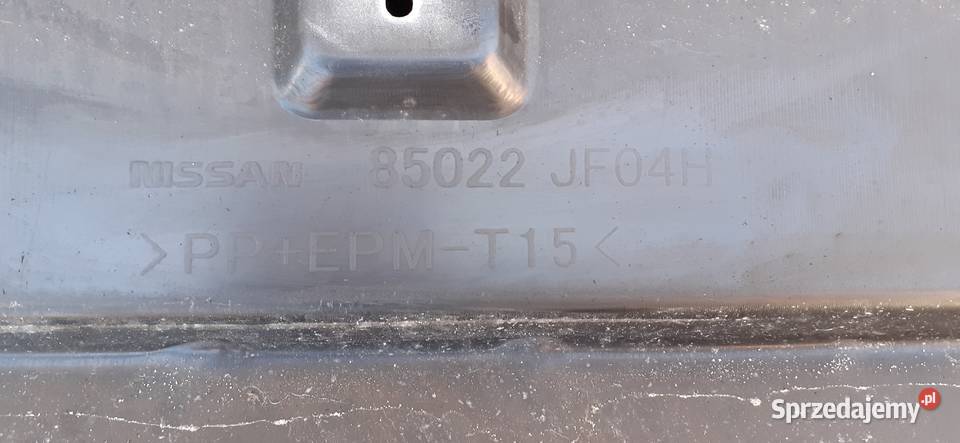 NISSAN 85022 JF04H
>PP+EPM-T15<
Sprzedajemy.pl